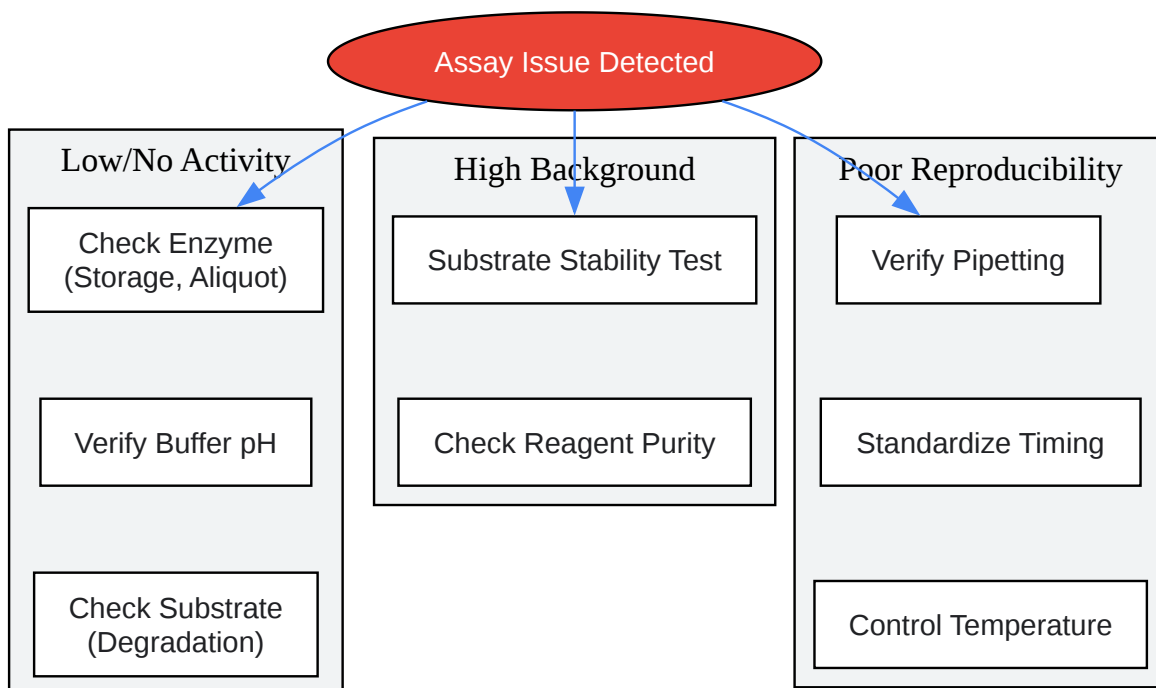 Assay Issue Detected
Low/No Activity
Check Enzyme
(Storage, Aliquot)
Verify Buffer pH
Check Substrate
(Degradation)
High Background
Substrate Stability Test
Check Reagent Purity
Poor Reproducibility
Verify Pipetting
Standardize Timing
Control Temperature